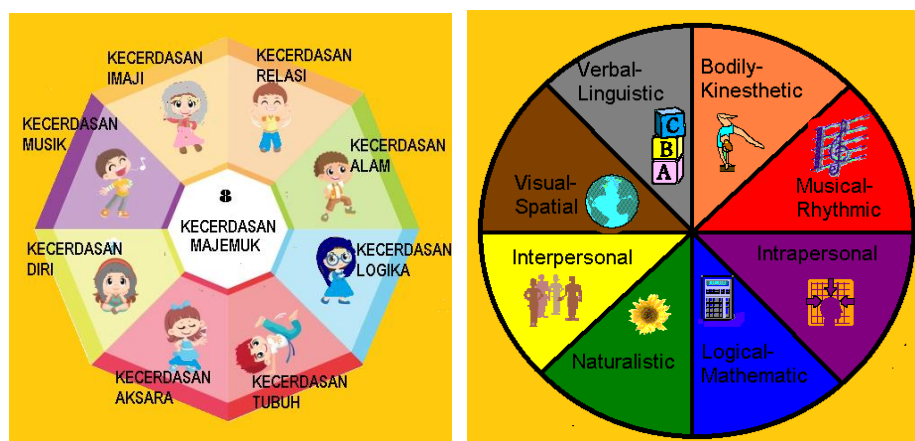 KECERDASAN
IMAJI
KECERDASAN
RELASI
KECERDASAN
MUSIK
KECERDASAN
ALAM
8
KECERDASAN
MAJEMUK
KECERDASAN
DIRI
KECERDASAN
LOGIKA
KECERDASAN
AKSARA
KECERDASAN
TUBUH
Verbal-
Linguistic
Bodily-
Kinesthetic
C
B
A
Visual-
Spatial
Musical-
Rhythmic
Interpersonal
Intrapersonal
Naturalistic
Logical-
Mathematic